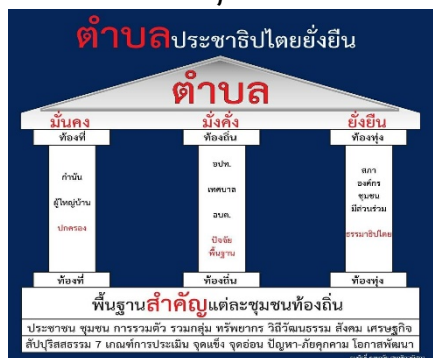 ตำบลประชาธิปไตยยั่งยืน
ตำบล
มั่นคง มั่งคั่ง ยั่งยืน
ท้องที่ ท้องถิ่น ท้องทุ่ง
กำนัน
ผู้ใหญ่บ้าน
ปกครอง
อปท.
เทศบาล
อบต.
ปัจจัย
พื้นฐาน
สภา
องค์กร
ชุมชน
มีส่วนร่วม
ธรรมาธิปไตย
ท้องที่ ท้องถิ่น ท้องทุ่ง
พื้นฐานสำคัญแต่ละชุมชนท้องถิ่น
ประชาชน ชุมชน การรวมตัว รวมกลุ่ม ทรัพยากร วิถีวัฒนธรรม สังคม เศรษฐกิจ
สัปปุริสสธรรม 7 เกณฑ์การประเมิน จุดแข็ง จุดอ่อน ปัญหา-ภัยคุกคาม โอกาสพัฒนา